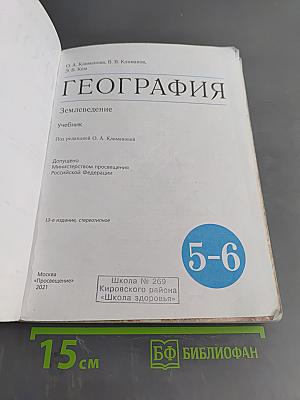 О. А. Климанова, В. В. Климанов,
Э. В. Ким
ГЕОГРАФИЯ
Землеведение
Учебник
Под редакцией О. А. Климановой
Допущено
Министерством просвещения
Российской Федерации
13-е издание, стереотипное
5–6
Москва
«Просвещение»
2021
Школа № 269
Кировского района
«Школа здоровья»
15 см
БФ БИБЛИОФАН